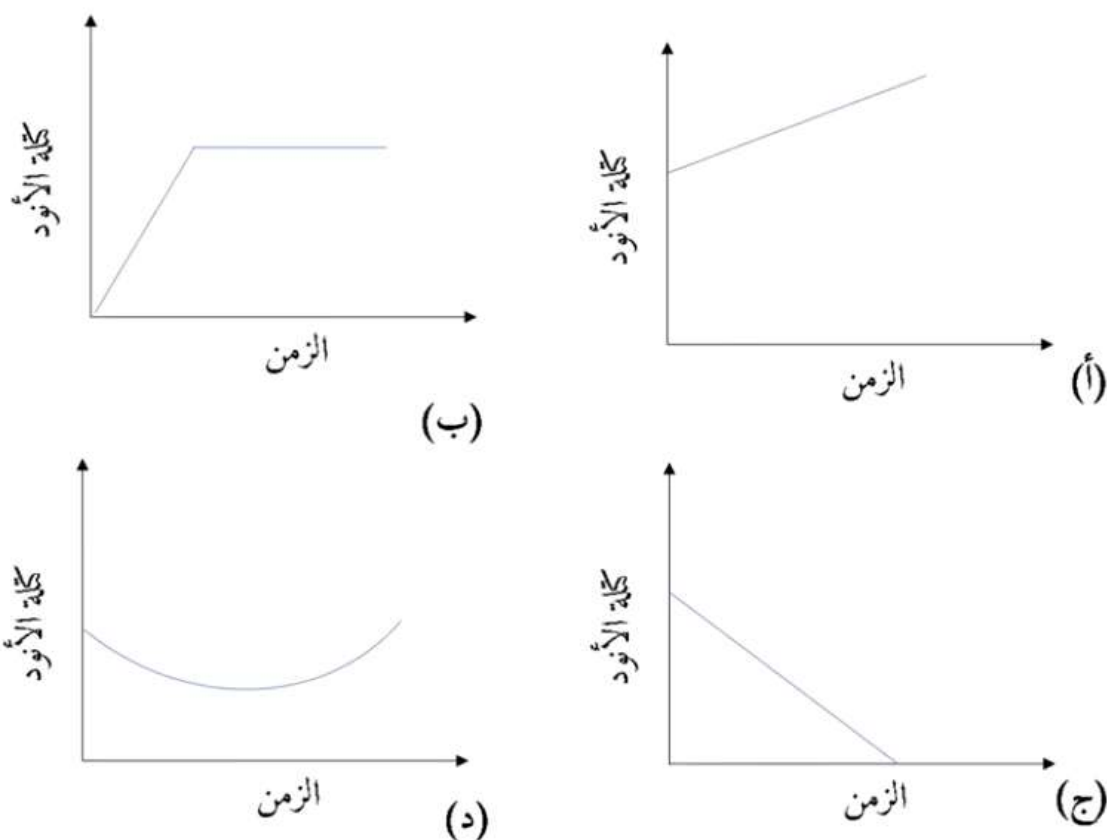 كتلة الأنود
الزمن
(أ)
كتلة الأنود
الزمن
(ب)
كتلة الأنود
الزمن
(ج)
كتلة الأنود
الزمن
(د)